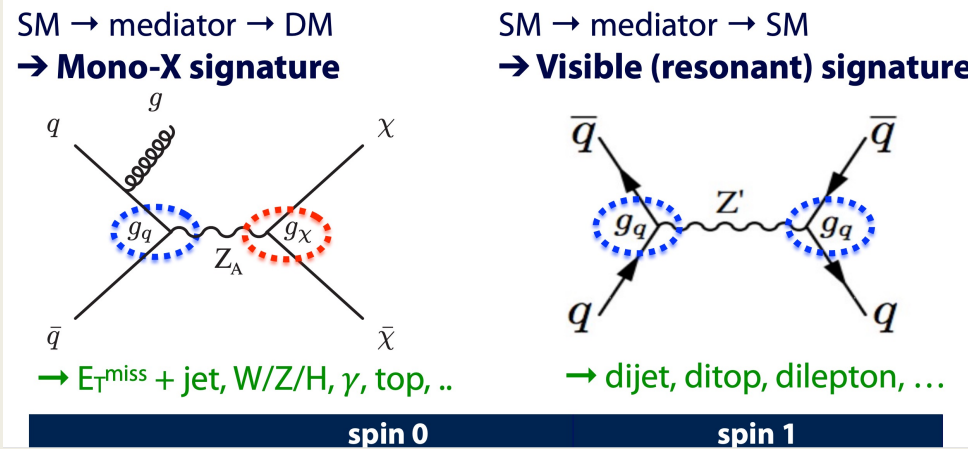 SM → mediator → DM
➔ Mono-X signature
g
q
χ
g_q
g_χ
Z_A
q̄
χ̄
→ E_T^miss + jet, W/Z/H, γ, top, ..
SM → mediator → SM
➔ Visible (resonant) signature
q̅
q̅
Z'
g_q
g_q
q
q
→ dijet, ditop, dilepton, …
spin 0
spin 1